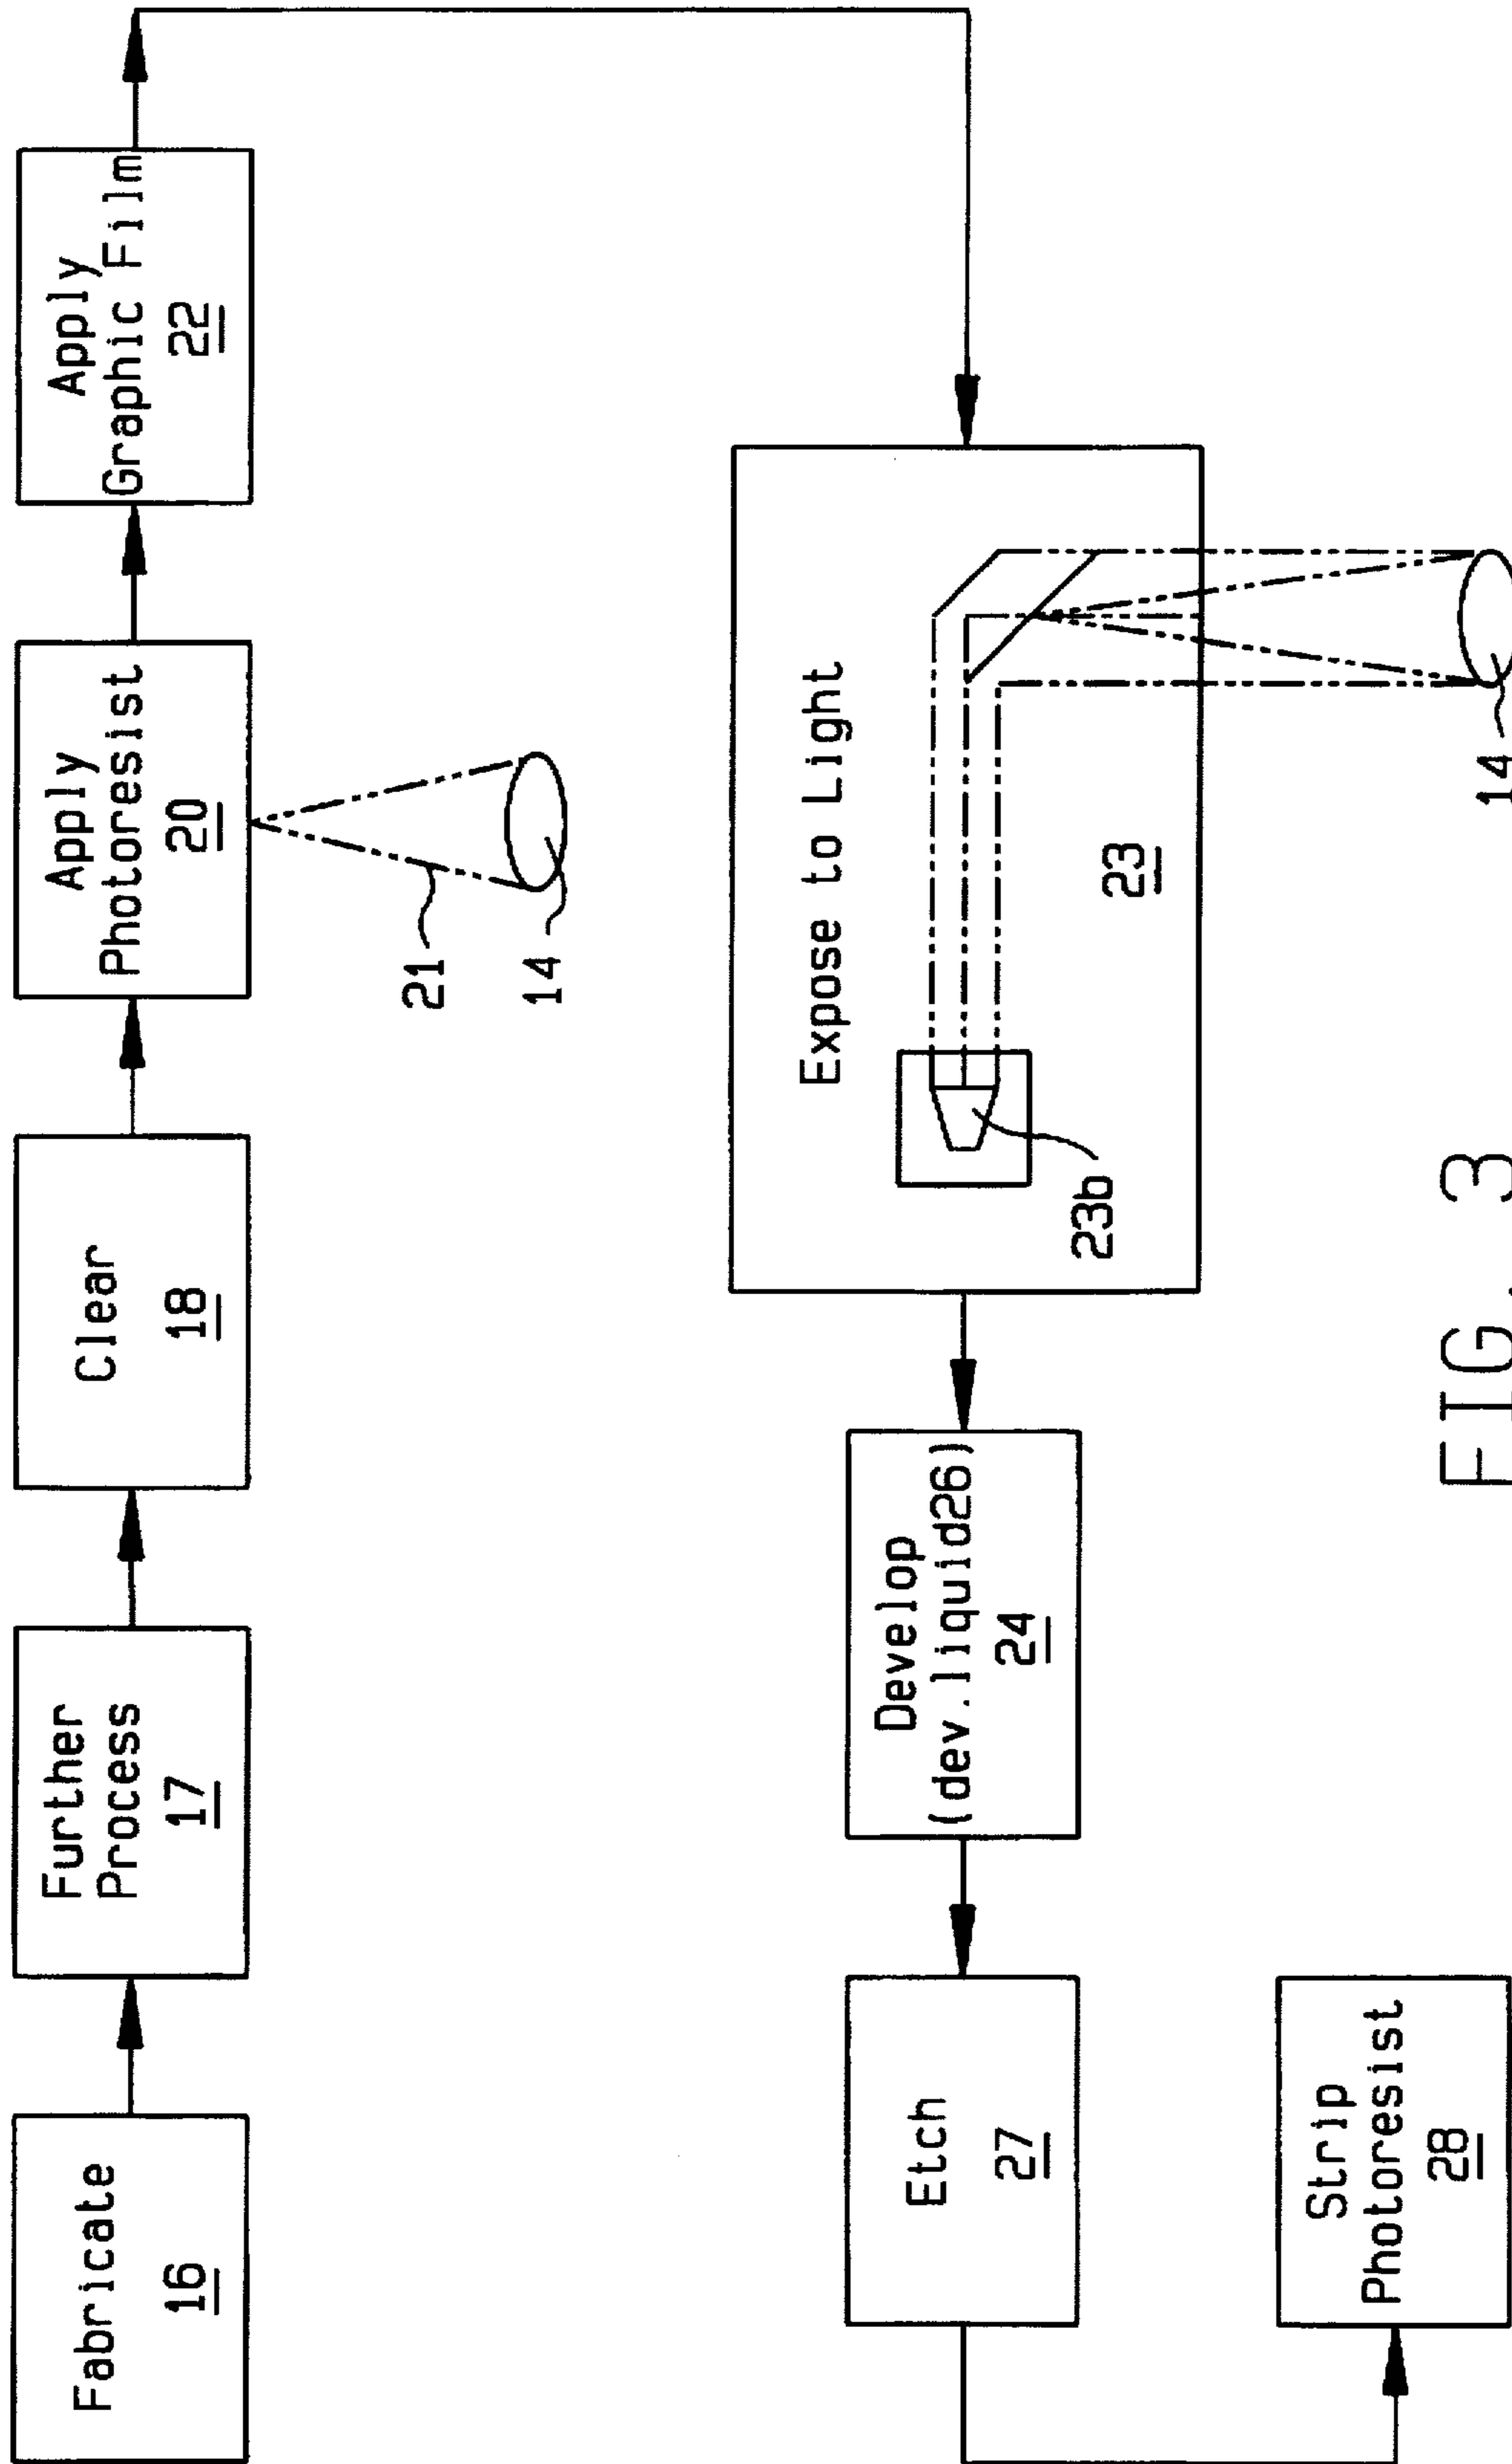 Fabricate
16
Further
Process
17
Clear
18
Apply
Photoresist
20
Apply
Graphic Film
22
21
14
Expose to Light
23b
23
14
Develop
(dev.liquid26)
24
Etch
27
Strip
Photoresist
28
FIG. 3